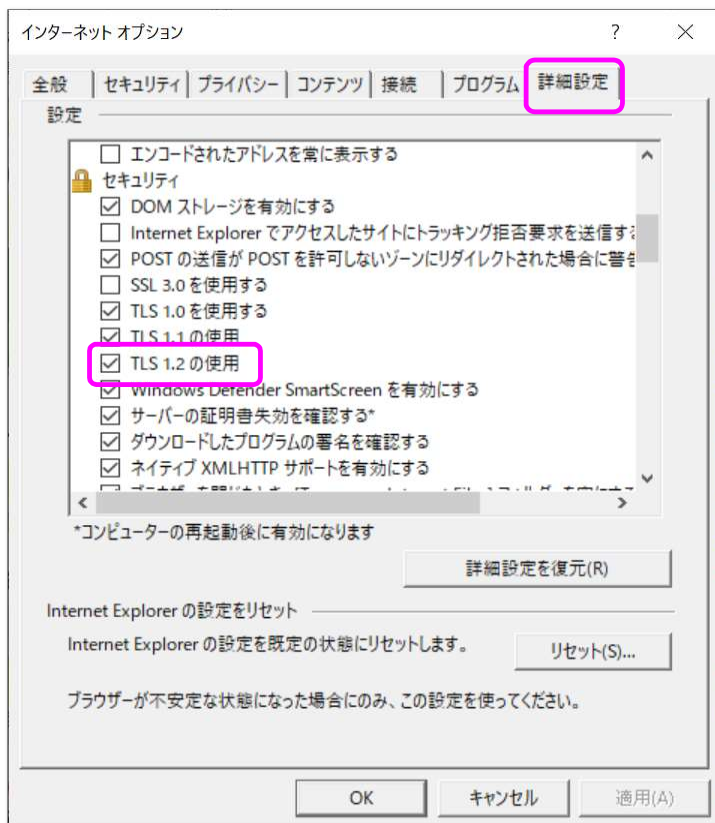 インターネット オプション
?
全般
セキュリティ
プライバシー
コンテンツ
接続
プログラム
詳細設定
設定
エンコードされたアドレスを常に表示する
セキュリティ
DOM ストレージを有効にする
Internet Explorer でアクセスしたサイトにトラッキング拒否要求を送信する
POST の送信が POST を許可しないゾーンにリダイレクトされた場合に警告
SSL 3.0 を使用する
TLS 1.0 を使用する
TLS 1.1 の使用
TLS 1.2 の使用
Windows Defender SmartScreen を有効にする
サーバーの証明書失効を確認する*
ダウンロードしたプログラムの署名を確認する
ネイティブ XMLHTTP サポートを有効にする
*コンピューターの再起動後に有効になります
詳細設定を復元(R)
Internet Explorer の設定をリセット
Internet Explorer の設定を既定の状態にリセットします。
リセット(S)...
ブラウザーが不安定な状態になった場合にのみ、この設定を使ってください。
OK
キャンセル
適用(A)